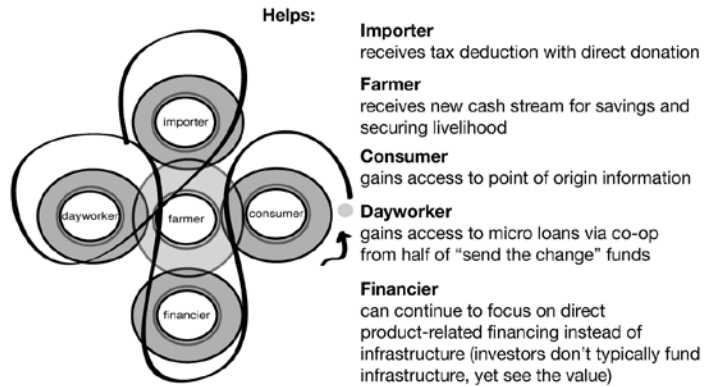 Helps:
importer
dayworker
farmer
consumer
financier
Importer
receives tax deduction with direct donation
Farmer
receives new cash stream for savings and
securing livelihood
Consumer
gains access to point of origin information
Dayworker
gains access to micro loans via co-op
from half of “send the change” funds
Financier
can continue to focus on direct
product-related financing instead of
infrastructure (investors don’t typically fund
infrastructure, yet see the value)